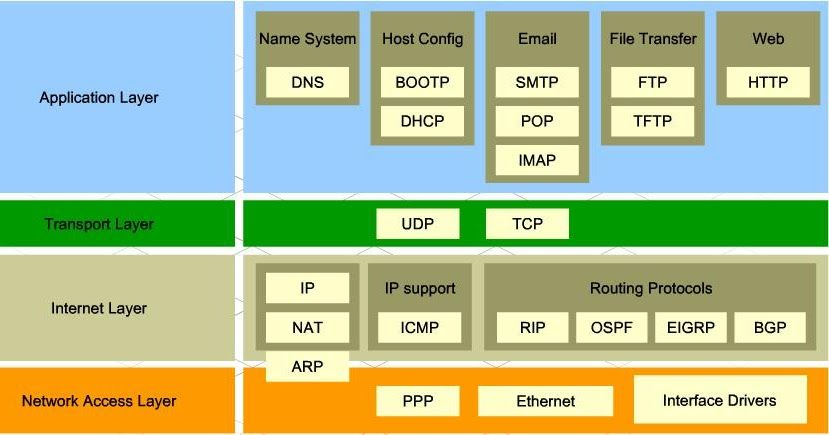 Application Layer
Name System
Host Config
Email
File Transfer
Web
DNS
BOOTP
SMTP
FTP
HTTP
DHCP
POP
TFTP
IMAP
Transport Layer
UDP
TCP
Internet Layer
IP
IP support
Routing Protocols
NAT
ICMP
RIP
OSPF
EIGRP
BGP
ARP
Network Access Layer
PPP
Ethernet
Interface Drivers